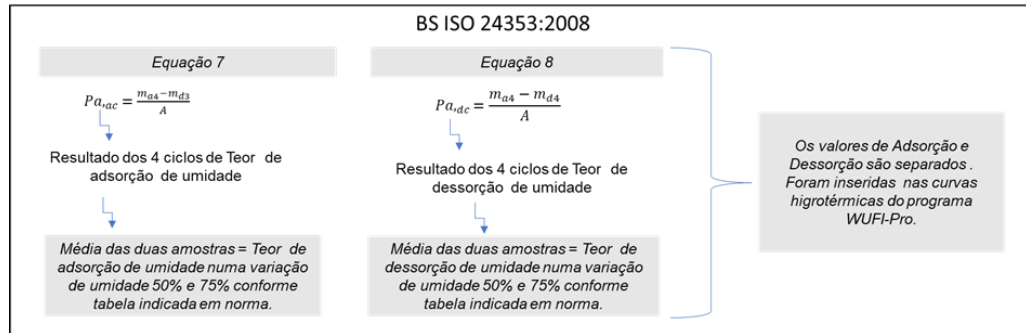 BS ISO 24353:2008
Equação 7
Pa,ac = (m_a4 − m_d3) / A
Resultado dos 4 ciclos de Teor de
adsorção de umidade
Média das duas amostras = Teor de
adsorção de umidade numa variação
de umidade 50% e 75% conforme
tabela indicada em norma.
Equação 8
Pa,dc = (m_a4 − m_d4) / A
Resultado dos 4 ciclos de Teor de
dessorção de umidade
Média das duas amostras = Teor de
dessorção de umidade numa variação
de umidade 50% e 75% conforme
tabela indicada em norma.
Os valores de Adsorção e
Dessorção são separados .
Foram inseridas nas curvas
higrotérmicas do programa
WUFI-Pro.